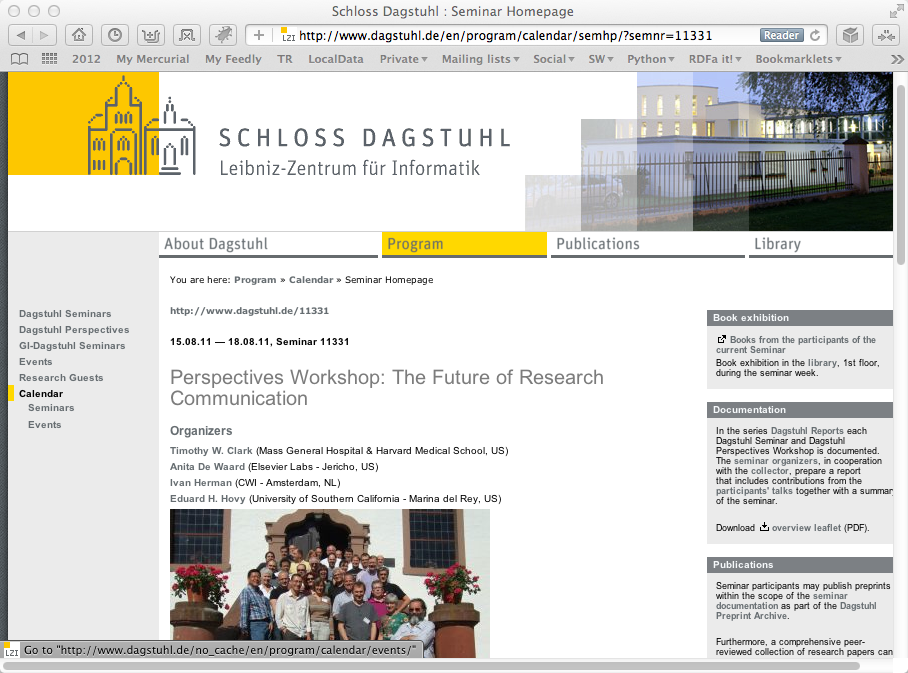 Schloss Dagstuhl : Seminar Homepage
LZI http://www.dagstuhl.de/en/program/calendar/semhp/?semnr=11331 Reader
2012 My Mercurial My Feedly TR LocalData Private Mailing lists Social SW Python RDFa it! Bookmarklets
SCHLOSS DAGSTUHL
Leibniz-Zentrum für Informatik
About Dagstuhl Program Publications Library
You are here: Program » Calendar » Seminar Homepage
Dagstuhl Seminars
Dagstuhl Perspectives
GI-Dagstuhl Seminars
Events
Research Guests
Calendar
Seminars
Events
http://www.dagstuhl.de/11331
15.08.11 — 18.08.11, Seminar 11331
Perspectives Workshop: The Future of Research
Communication
Organizers
Timothy W. Clark (Mass General Hospital & Harvard Medical School, US)
Anita De Waard (Elsevier Labs - Jericho, US)
Ivan Herman (CWI - Amsterdam, NL)
Eduard H. Hovy (University of Southern California - Marina del Rey, US)
Book exhibition
Books from the participants of the
current Seminar
Book exhibition in the library, 1st floor,
during the seminar week.
Documentation
In the series Dagstuhl Reports each
Dagstuhl Seminar and Dagstuhl
Perspectives Workshop is documented.
The seminar organizers, in cooperation
with the collector, prepare a report
that includes contributions from the
participants' talks together with a summary
of the seminar.
Download overview leaflet (PDF).
Publications
Seminar participants may publish preprints
within the scope of the seminar
documentation as part of the Dagstuhl
Preprint Archive.
Furthermore, a comprehensive peer-
reviewed collection of research papers can
LZI Go to "http://www.dagstuhl.de/no_cache/en/program/calendar/events/"